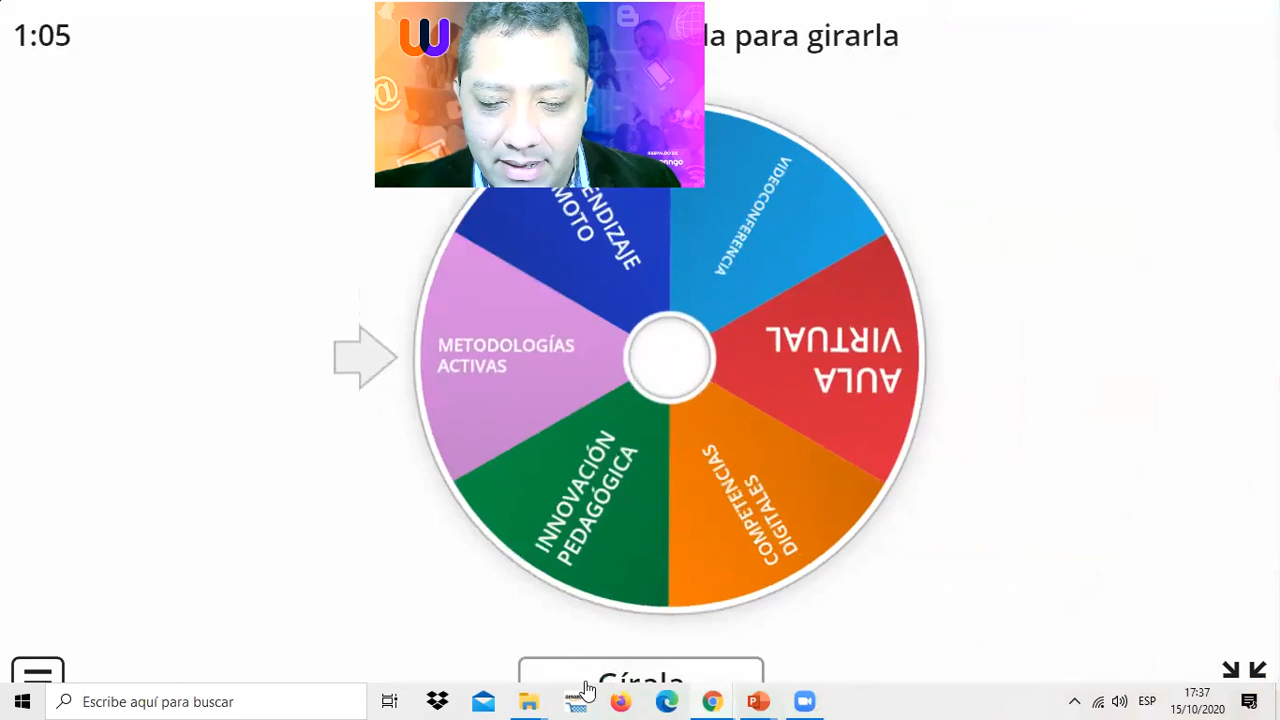 1:05
la para girarla
@
ENDIZAJE
MOTO
VIDEOCONFERENCIA
METODOLOGÍAS
ACTIVAS
AULA
VIRTUAL
INNOVACIÓN
PEDAGÓGICA
COMPETENCIAS
DIGITALES
Gírala
Escribe aquí para buscar
ESP
17:37
15/10/2020